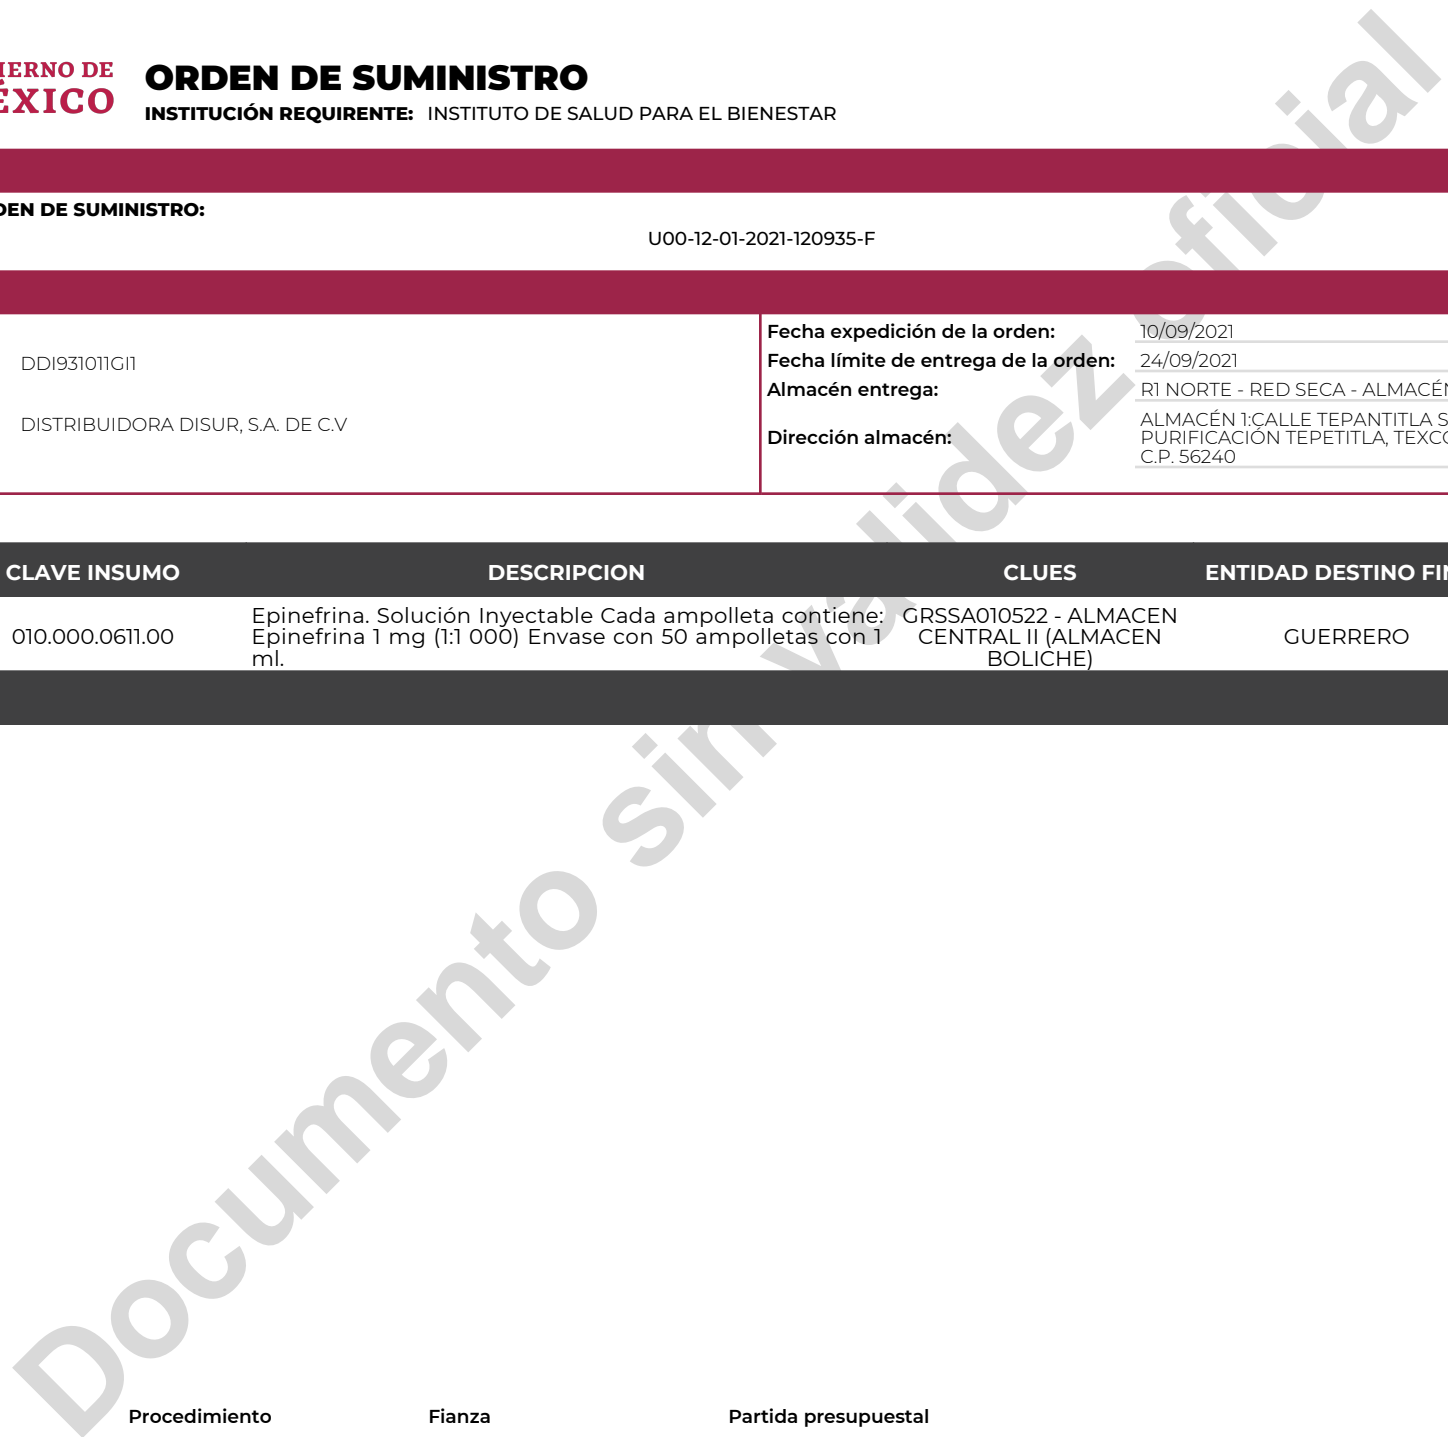 IERNO DE
ÉXICO
ORDEN DE SUMINISTRO
INSTITUCIÓN REQUIRENTE: INSTITUTO DE SALUD PARA EL BIENESTAR
DEN DE SUMINISTRO:
U00-12-01-2021-120935-F
DDI931011GI1
DISTRIBUIDORA DISUR, S.A. DE C.V
Fecha expedición de la orden: 10/09/2021
Fecha límite de entrega de la orden: 24/09/2021
Almacén entrega: R1 NORTE - RED SECA - ALMACÉN
Dirección almacén:
ALMACÉN 1:CALLE TEPANTITLA S
PURIFICACIÓN TEPETITLA, TEXCO
C.P. 56240
CLAVE INSUMO DESCRIPCION CLUES ENTIDAD DESTINO FIN
010.000.0611.00
Epinefrina. Solución Inyectable Cada ampolleta contiene:
Epinefrina 1 mg (1:1 000) Envase con 50 ampolletas con 1
ml.
GRSSA010522 - ALMACEN
CENTRAL II (ALMACEN
BOLICHE)
GUERRERO
Documento sin validez oficial
Procedimiento Fianza Partida presupuestal